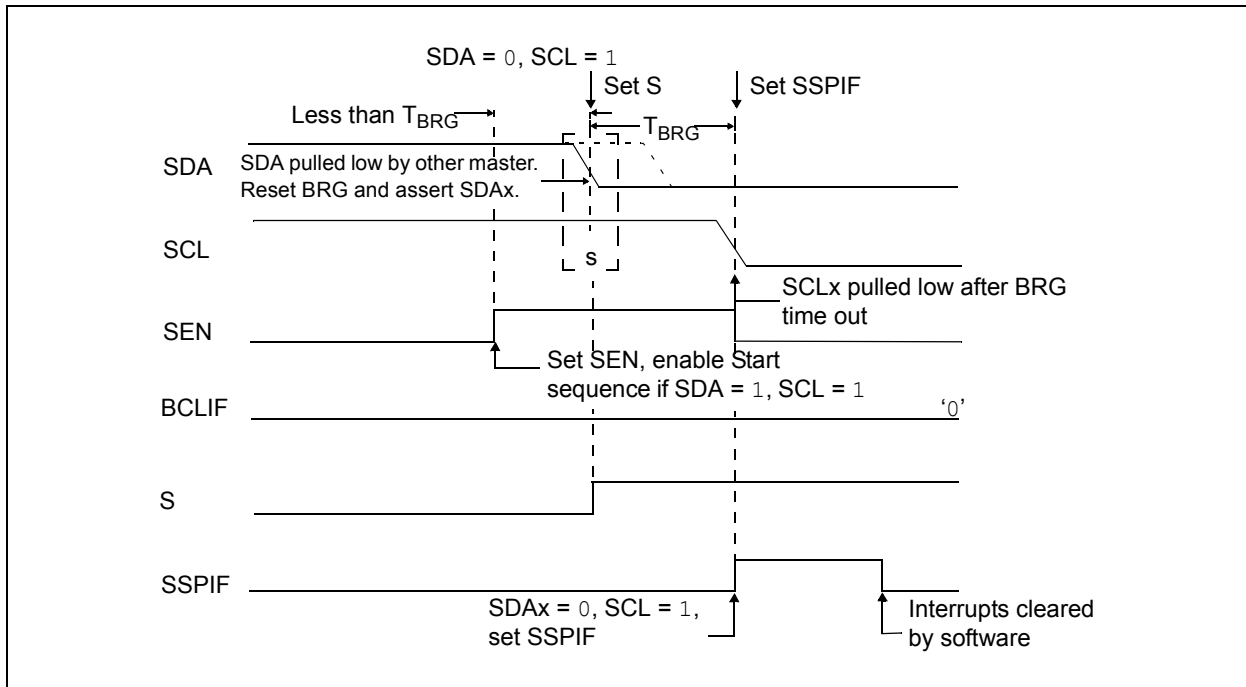 SDA = 0, SCL = 1
Set S
Set SSPIF
Less than TBRG
TBRG
SDA
SDA pulled low by other master.
Reset BRG and assert SDAx.
SCL
s
SCLx pulled low after BRG
time out
SEN
Set SEN, enable Start
sequence if SDA = 1, SCL = 1
BCLIF
‘0’
S
SSPIF
SDAx = 0, SCL = 1,
set SSPIF
Interrupts cleared
by software